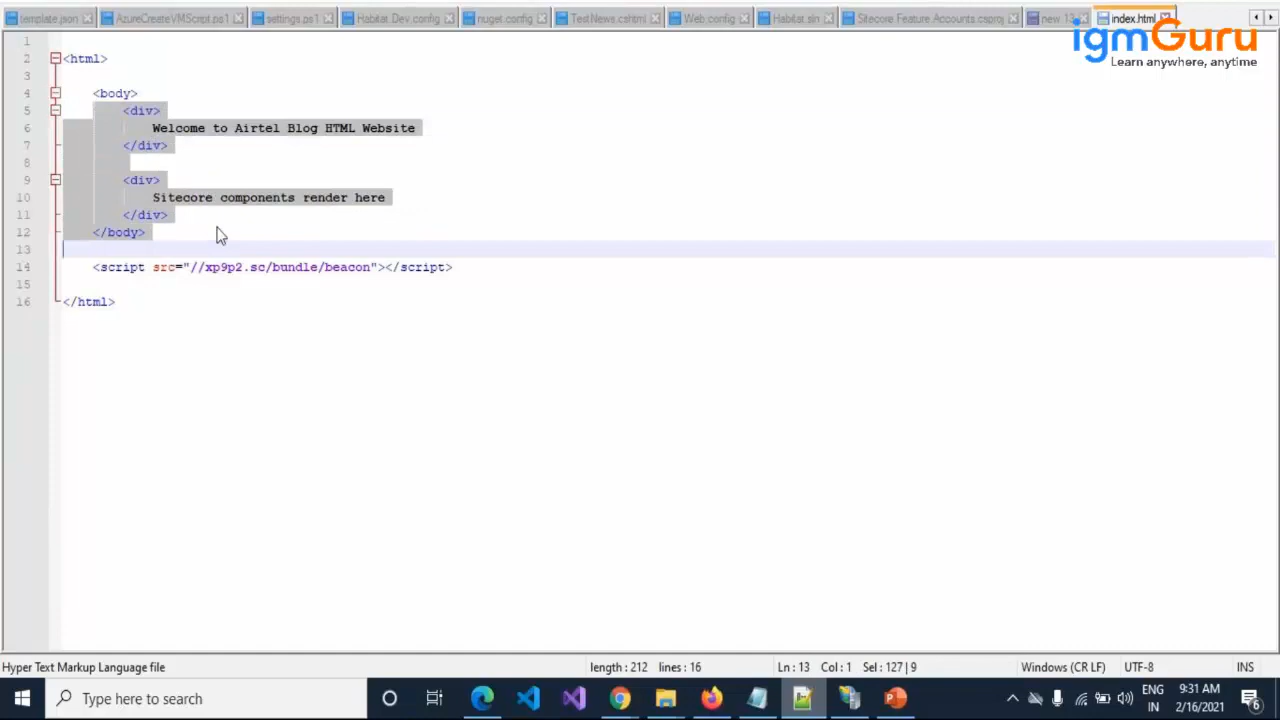 template.json AzureCreateVMScript.ps1 settings.ps1 Habitat.Dev.config nuget.config TestNews.cshtml Web.config Habitat.sln Sitecore Feature Accounts.csproj new 13 index.html
igmGuru
Learn anywhere, anytime
1
2 <html>
3
4 <body>
5 <div>
6 Welcome to Airtel Blog HTML Website
7 </div>
8
9 <div>
10 Sitecore components render here
11 </div>
12 </body>
13
14 <script src="//xp9p2.sc/bundle/beacon"></script>
15
16 </html>
Hyper Text Markup Language file length : 212 lines : 16 Ln : 13 Col : 1 Sel : 127 | 9 Windows (CR LF) UTF-8 INS
Type here to search ENG IN 9:31 AM 2/16/2021 6